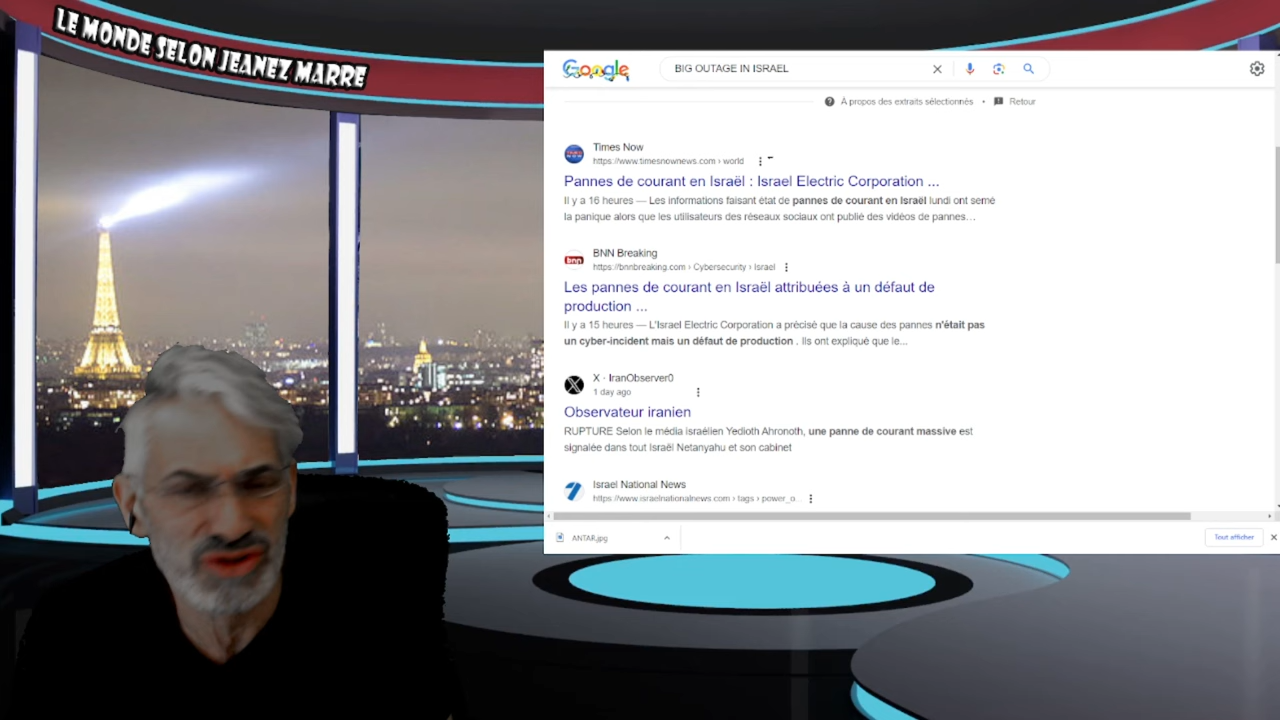 LE MONDE SELON JEANEZ MARRE
Google
BIG OUTAGE IN ISRAEL
À propos des extraits sélectionnés • Retour
Times Now
https://www.timesnownews.com › world
Pannes de courant en Israël : Israel Electric Corporation ...
Il y a 16 heures — Les informations faisant état de pannes de courant en Israël lundi ont semé
la panique alors que les utilisateurs des réseaux sociaux ont publié des vidéos de pannes...
bnn
BNN Breaking
https://bnnbreaking.com › Cybersecurity › Israel
Les pannes de courant en Israël attribuées à un défaut de
production ...
Il y a 15 heures — L'Israel Electric Corporation a précisé que la cause des pannes n'était pas
un cyber-incident mais un défaut de production . Ils ont expliqué que le...
X · IranObserver0
1 day ago
Observateur iranien
RUPTURE Selon le média israélien Yedioth Ahronoth, une panne de courant massive est
signalée dans tout Israël Netanyahu et son cabinet
Israel National News
https://www.israelnationalnews.com › tags › power_o...
ANTAR.jpg
Tout afficher